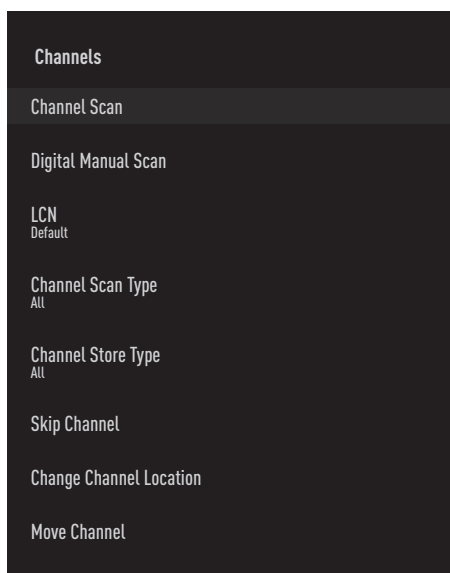 Channels
Channel Scan
Digital Manual Scan
LCN
Default
Channel Scan Type
All
Channel Store Type
All
Skip Channel
Change Channel Location
Move Channel